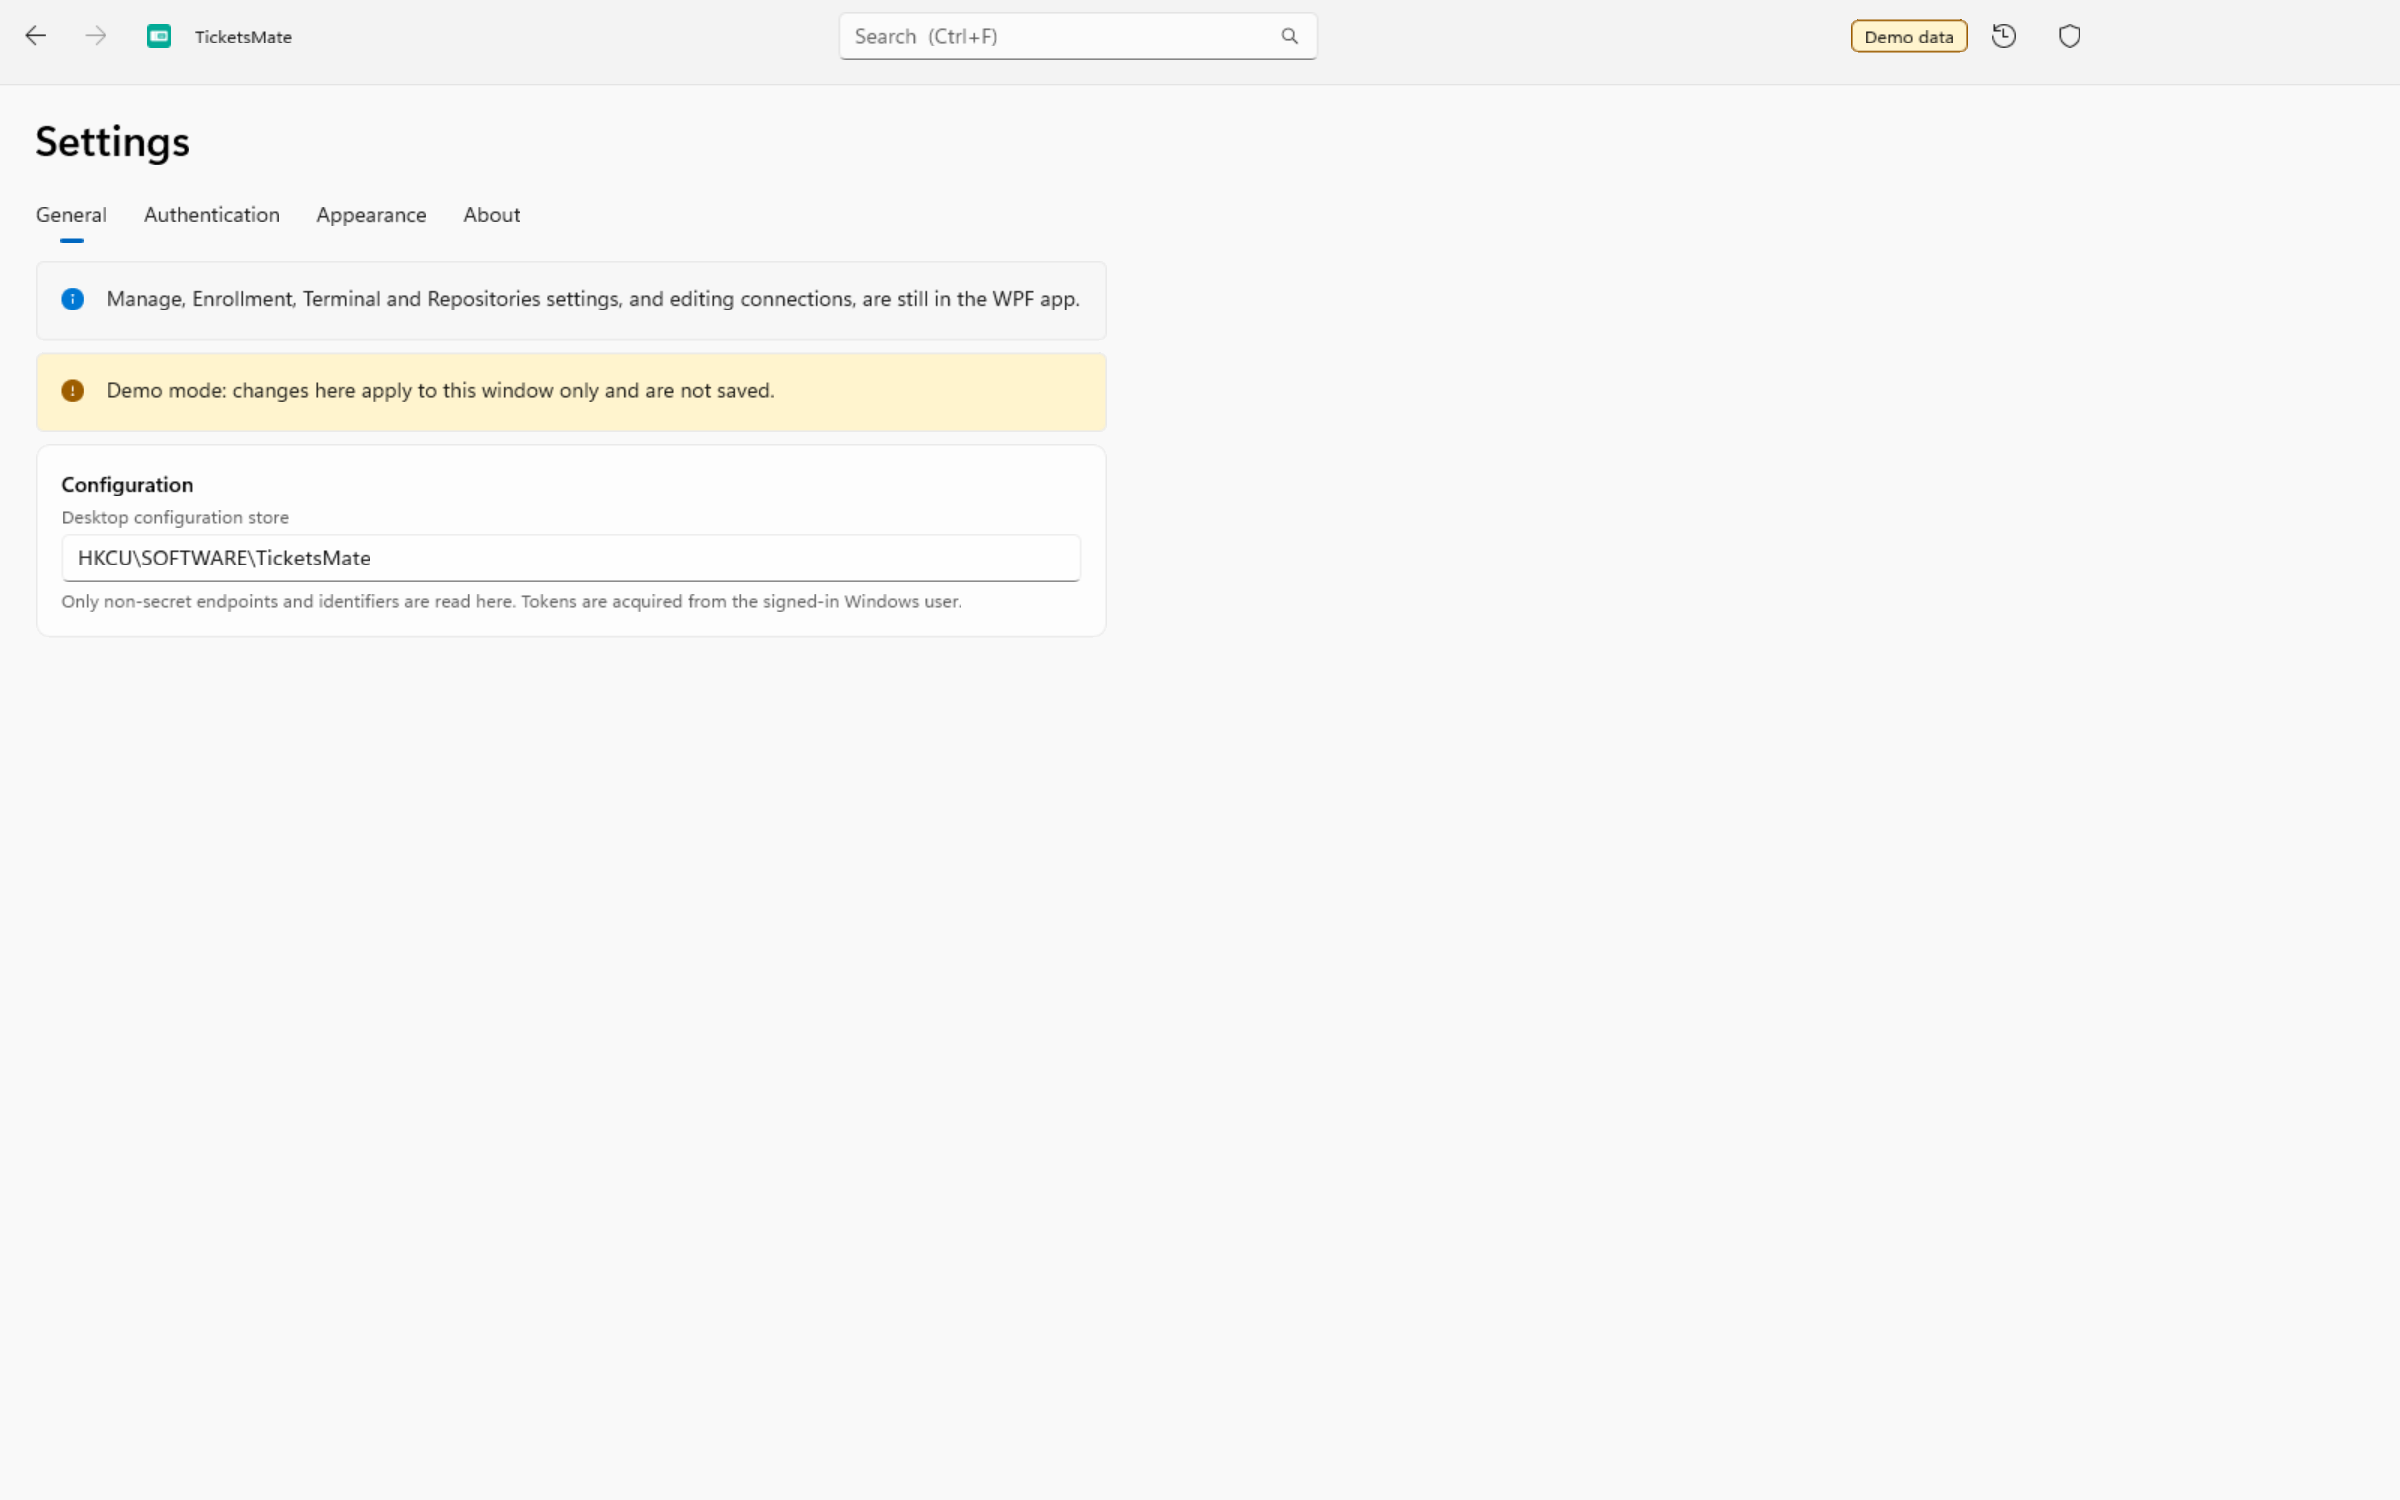 TicketsMate
Search (Ctrl+F)
Demo data
Settings
General Authentication Appearance About
Manage, Enrollment, Terminal and Repositories settings, and editing connections, are still in the WPF app.
Demo mode: changes here apply to this window only and are not saved.
Configuration
Desktop configuration store
HKCU\SOFTWARE\TicketsMate
Only non-secret endpoints and identifiers are read here. Tokens are acquired from the signed-in Windows user.